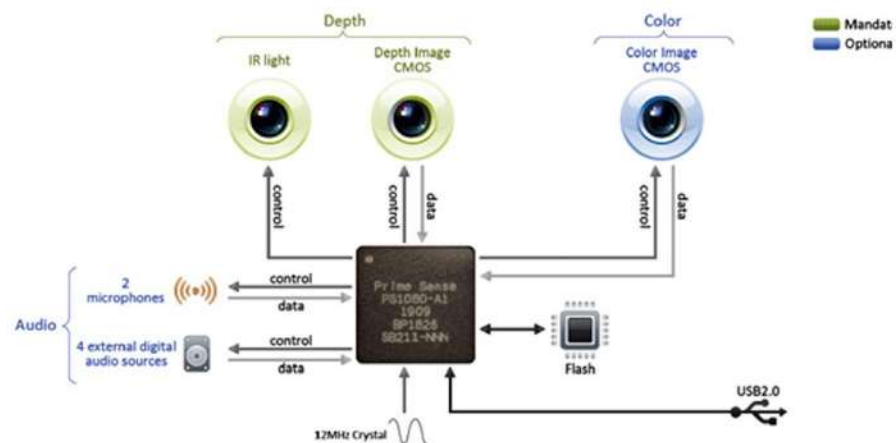 Depth
Color
Mandat
Optiona
IR light
Depth Image
CMOS
Color Image
CMOS
control
control
data
control
data
Audio
2
microphones
control
data
4 external digital
audio sources
control
data
Prime Sense
PS1080-A1
1909
BP1826
SB211-NNN
Flash
USB2.0
12MHz Crystal